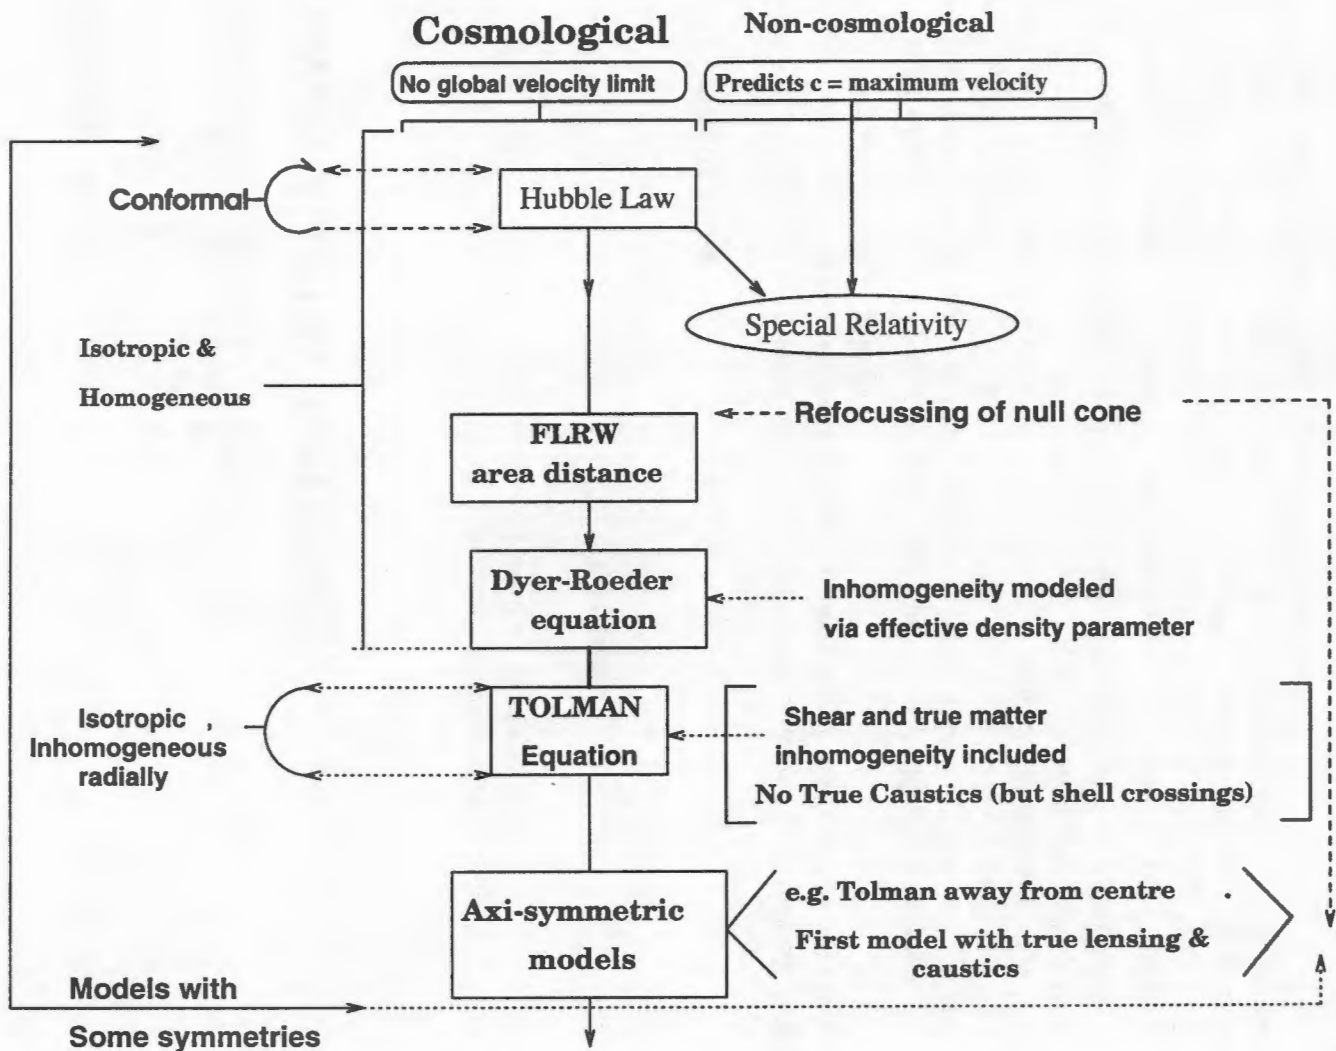 Cosmological
Non-cosmological
No global velocity limit
Predicts c = maximum velocity
Conformal
Hubble Law
Special Relativity
Isotropic &
Homogeneous
Refocussing of null cone
FLRW
area distance
Dyer-Roeder
equation
Inhomogeneity modeled
via effective density parameter
Isotropic
Inhomogeneous
radially
TOLMAN
Equation
Shear and true matter
inhomogeneity included
No True Caustics (but shell crossings)
Axi-symmetric
models
e.g. Tolman away from centre
First model with true lensing &
caustics
Models with
Some symmetries